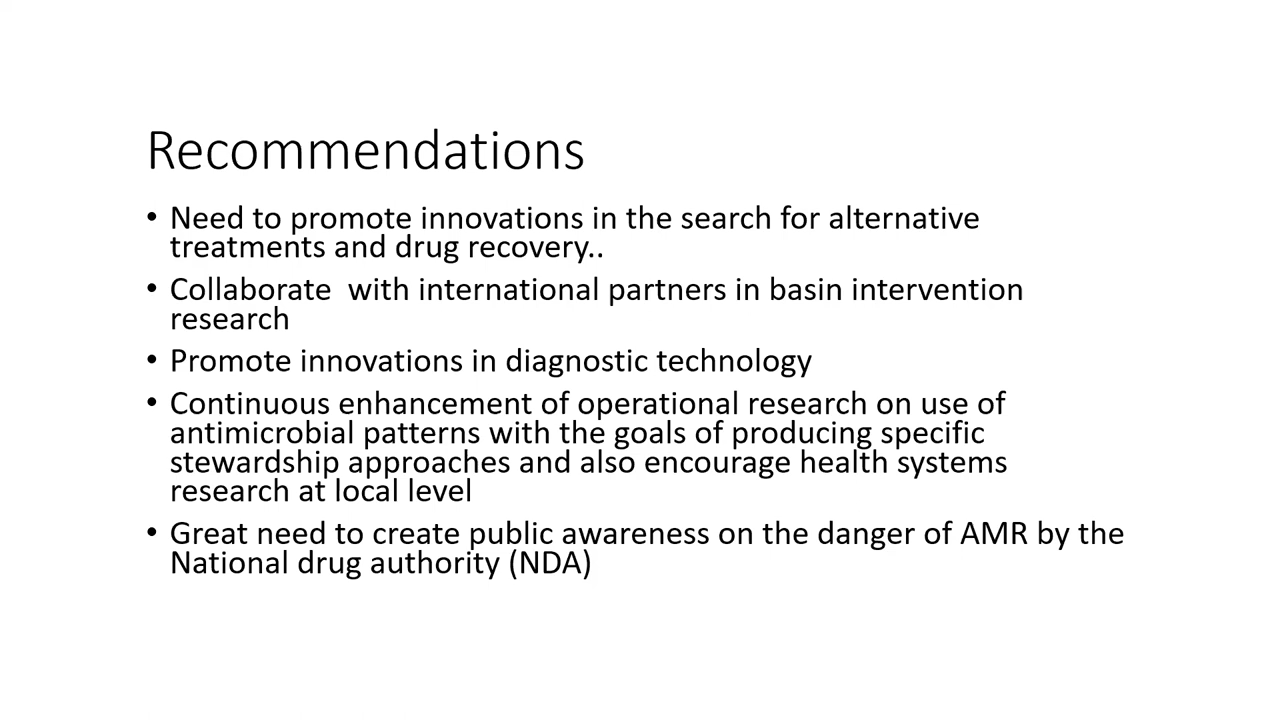 Recommendations
• Need to promote innovations in the search for alternative
treatments and drug recovery..
• Collaborate  with international partners in basin intervention
research
• Promote innovations in diagnostic technology
• Continuous enhancement of operational research on use of
antimicrobial patterns with the goals of producing specific
stewardship approaches and also encourage health systems
research at local level
• Great need to create public awareness on the danger of AMR by the
National drug authority (NDA)